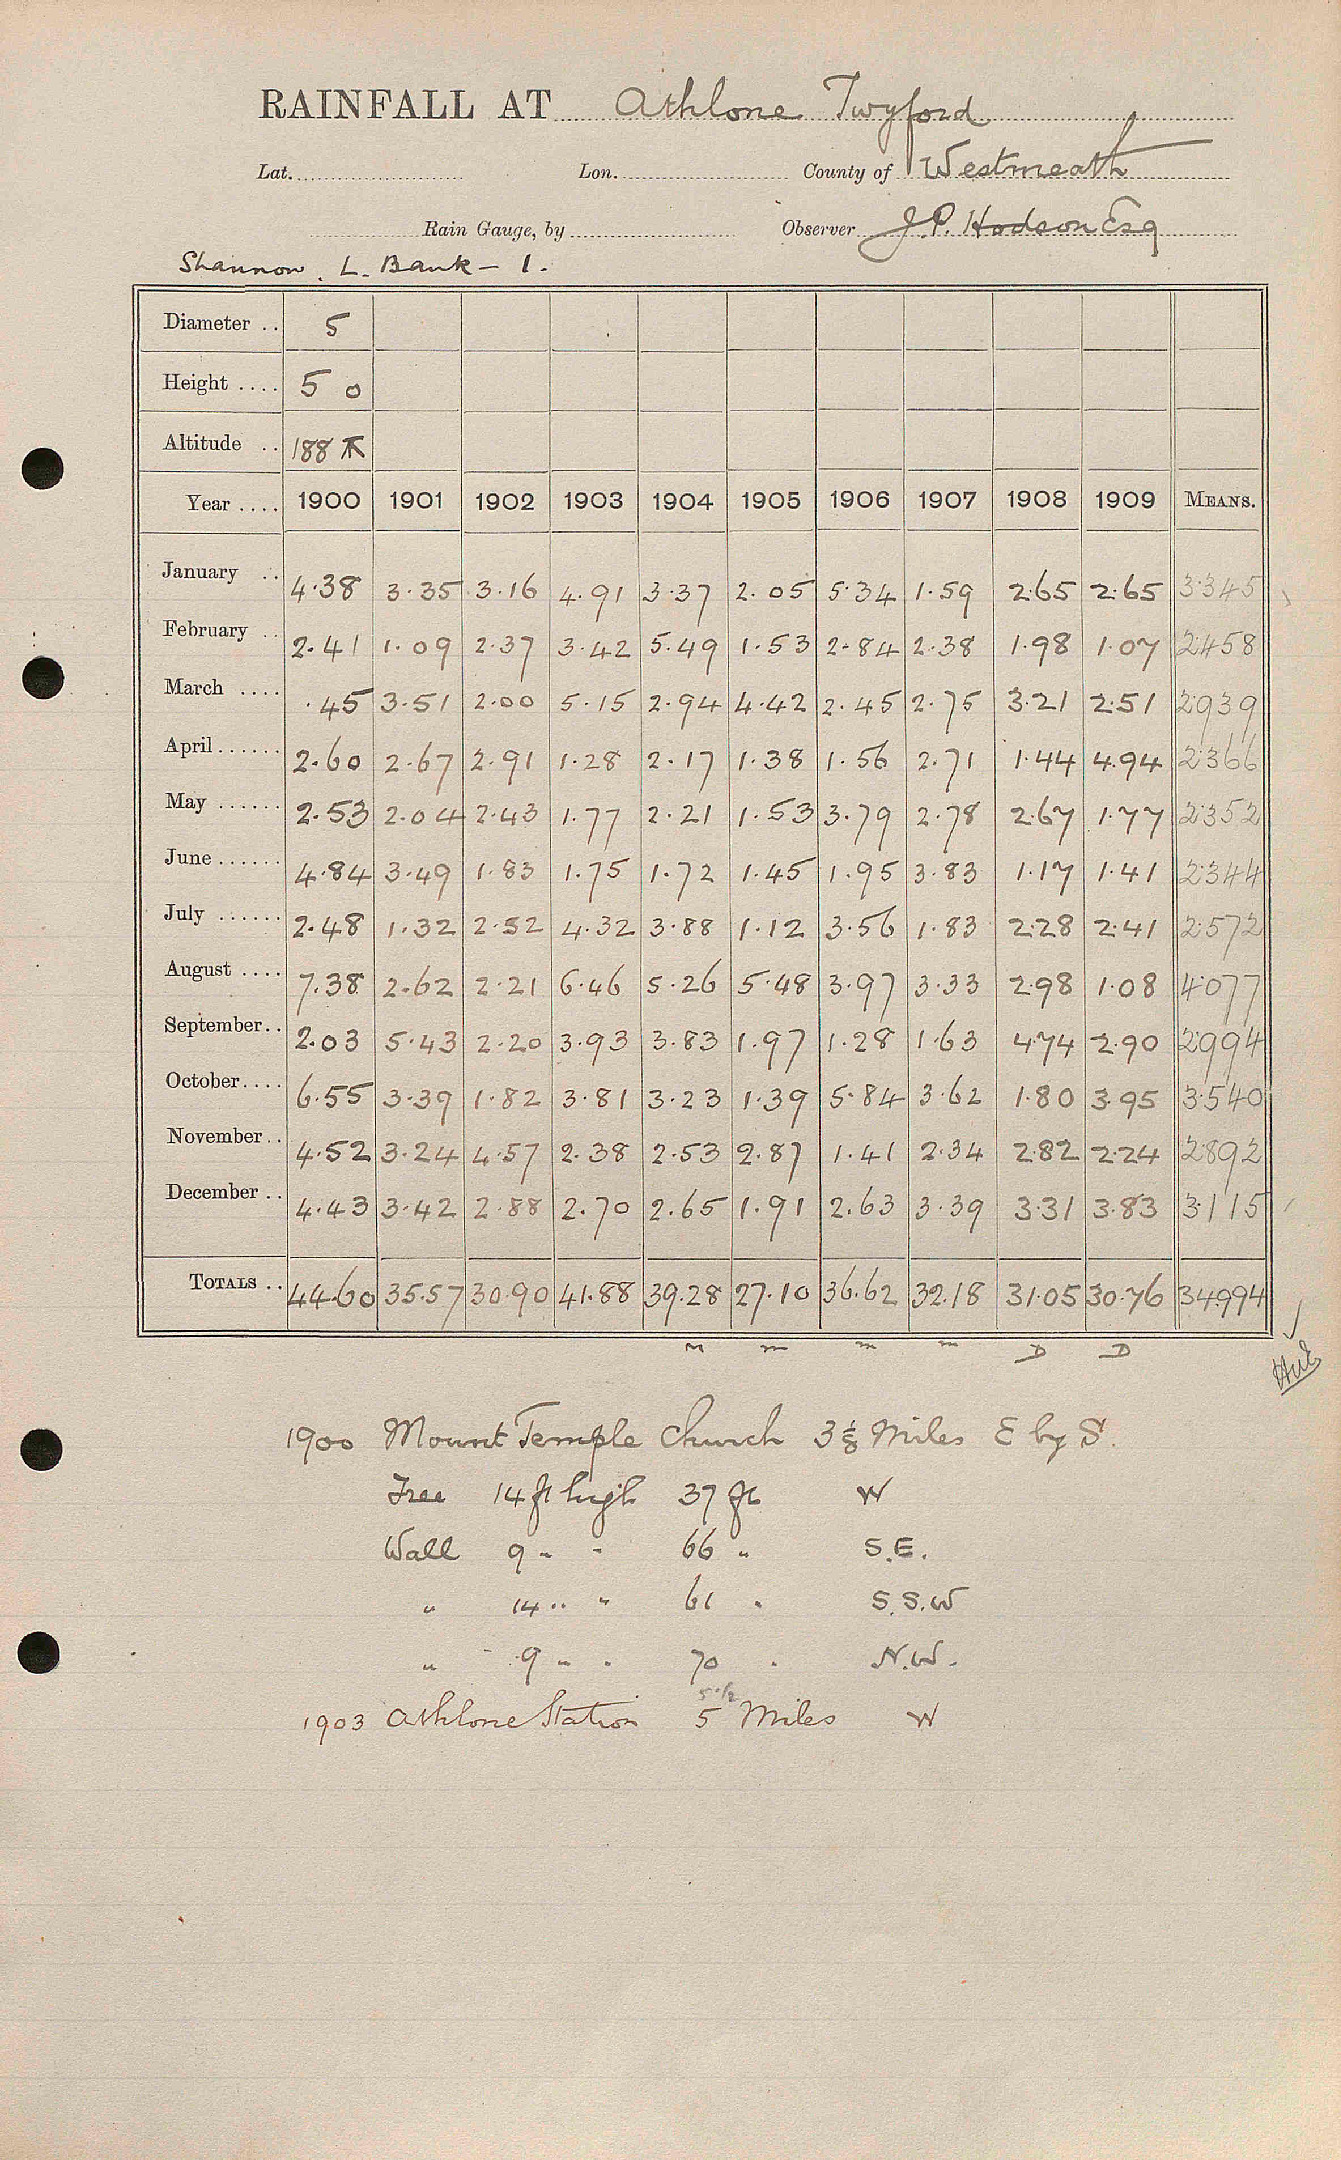 RAINFALL AT Athlone Twyford
Lat. Lon. County of Westmeath
Rain Gauge, by Observer J. P. Hodson Esq
Shannon. L. Bank - 1.
Diameter .. 5
Height .... 5 0
Altitude .. 188
Year .... 1900 1901 1902 1903 1904 1905 1906 1907 1908 1909 MEANS.
January .. 4.38 3.35 3.16 4.91 3.37 2.05 5.34 1.59 2.65 2.65 3.345
February .. 2.41 1.09 2.37 3.42 5.49 1.53 2.84 2.38 1.98 1.07 2.458
March .... .45 3.51 2.00 5.15 2.94 4.42 2.45 2.75 3.21 2.51 2.939
April ...... 2.60 2.67 2.91 1.28 2.17 1.38 1.56 2.71 1.44 4.94 2.366
May ...... 2.53 2.04 2.43 1.77 2.21 1.53 3.79 2.78 2.67 1.77 2.352
June ...... 4.84 3.49 1.83 1.75 1.72 1.45 1.95 3.83 1.17 1.41 2.344
July ...... 2.48 1.32 2.52 4.32 3.88 1.12 3.56 1.83 2.28 2.41 2.572
August .... 7.38 2.62 2.21 6.46 5.26 5.48 3.97 3.33 2.98 1.08 4.077
September.. 2.03 5.43 2.20 3.93 3.83 1.97 1.28 1.63 4.74 2.90 2.994
October.... 6.55 3.39 1.82 3.81 3.23 1.39 5.84 3.62 1.80 3.95 3.540
November.. 4.52 3.24 4.57 2.38 2.53 2.87 1.41 2.34 2.82 2.24 2.892
December .. 4.43 3.42 2.88 2.70 2.65 1.91 2.63 3.39 3.31 3.83 3.115
TOTALS .. 44.60 35.57 30.90 41.88 39.28 27.10 36.62 32.18 31.05 30.76 34.994
m m m m D D
1900 Mount Temple Church 3 1/8 Miles E by S.
Tree 14 ft high 37 ft W
Wall 9 " " 66 " S.E.
" 14 " " 61 " S.S.W
" 9 " " 70 " N.W.
5 1/2
1903 Athlone Station 5 Miles W